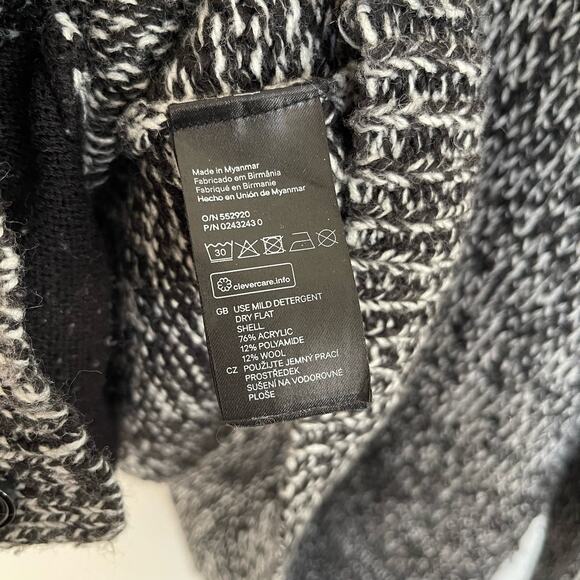 Made in Myanmar
Fabricado em Birmânia
Fabriqué en Birmanie
Hecho en Unión de Myanmar
O/N 552920
P/N 0243243 0
30
clevercare.info
GB USE MILD DETERGENT
DRY FLAT
SHELL
76% ACRYLIC
12% POLYAMIDE
12% WOOL
CZ POUŽIJTE JEMNÝ PRACÍ
PROSTŘEDEK
SUŠENÍ NA VODOROVNÉ
PLOŠE